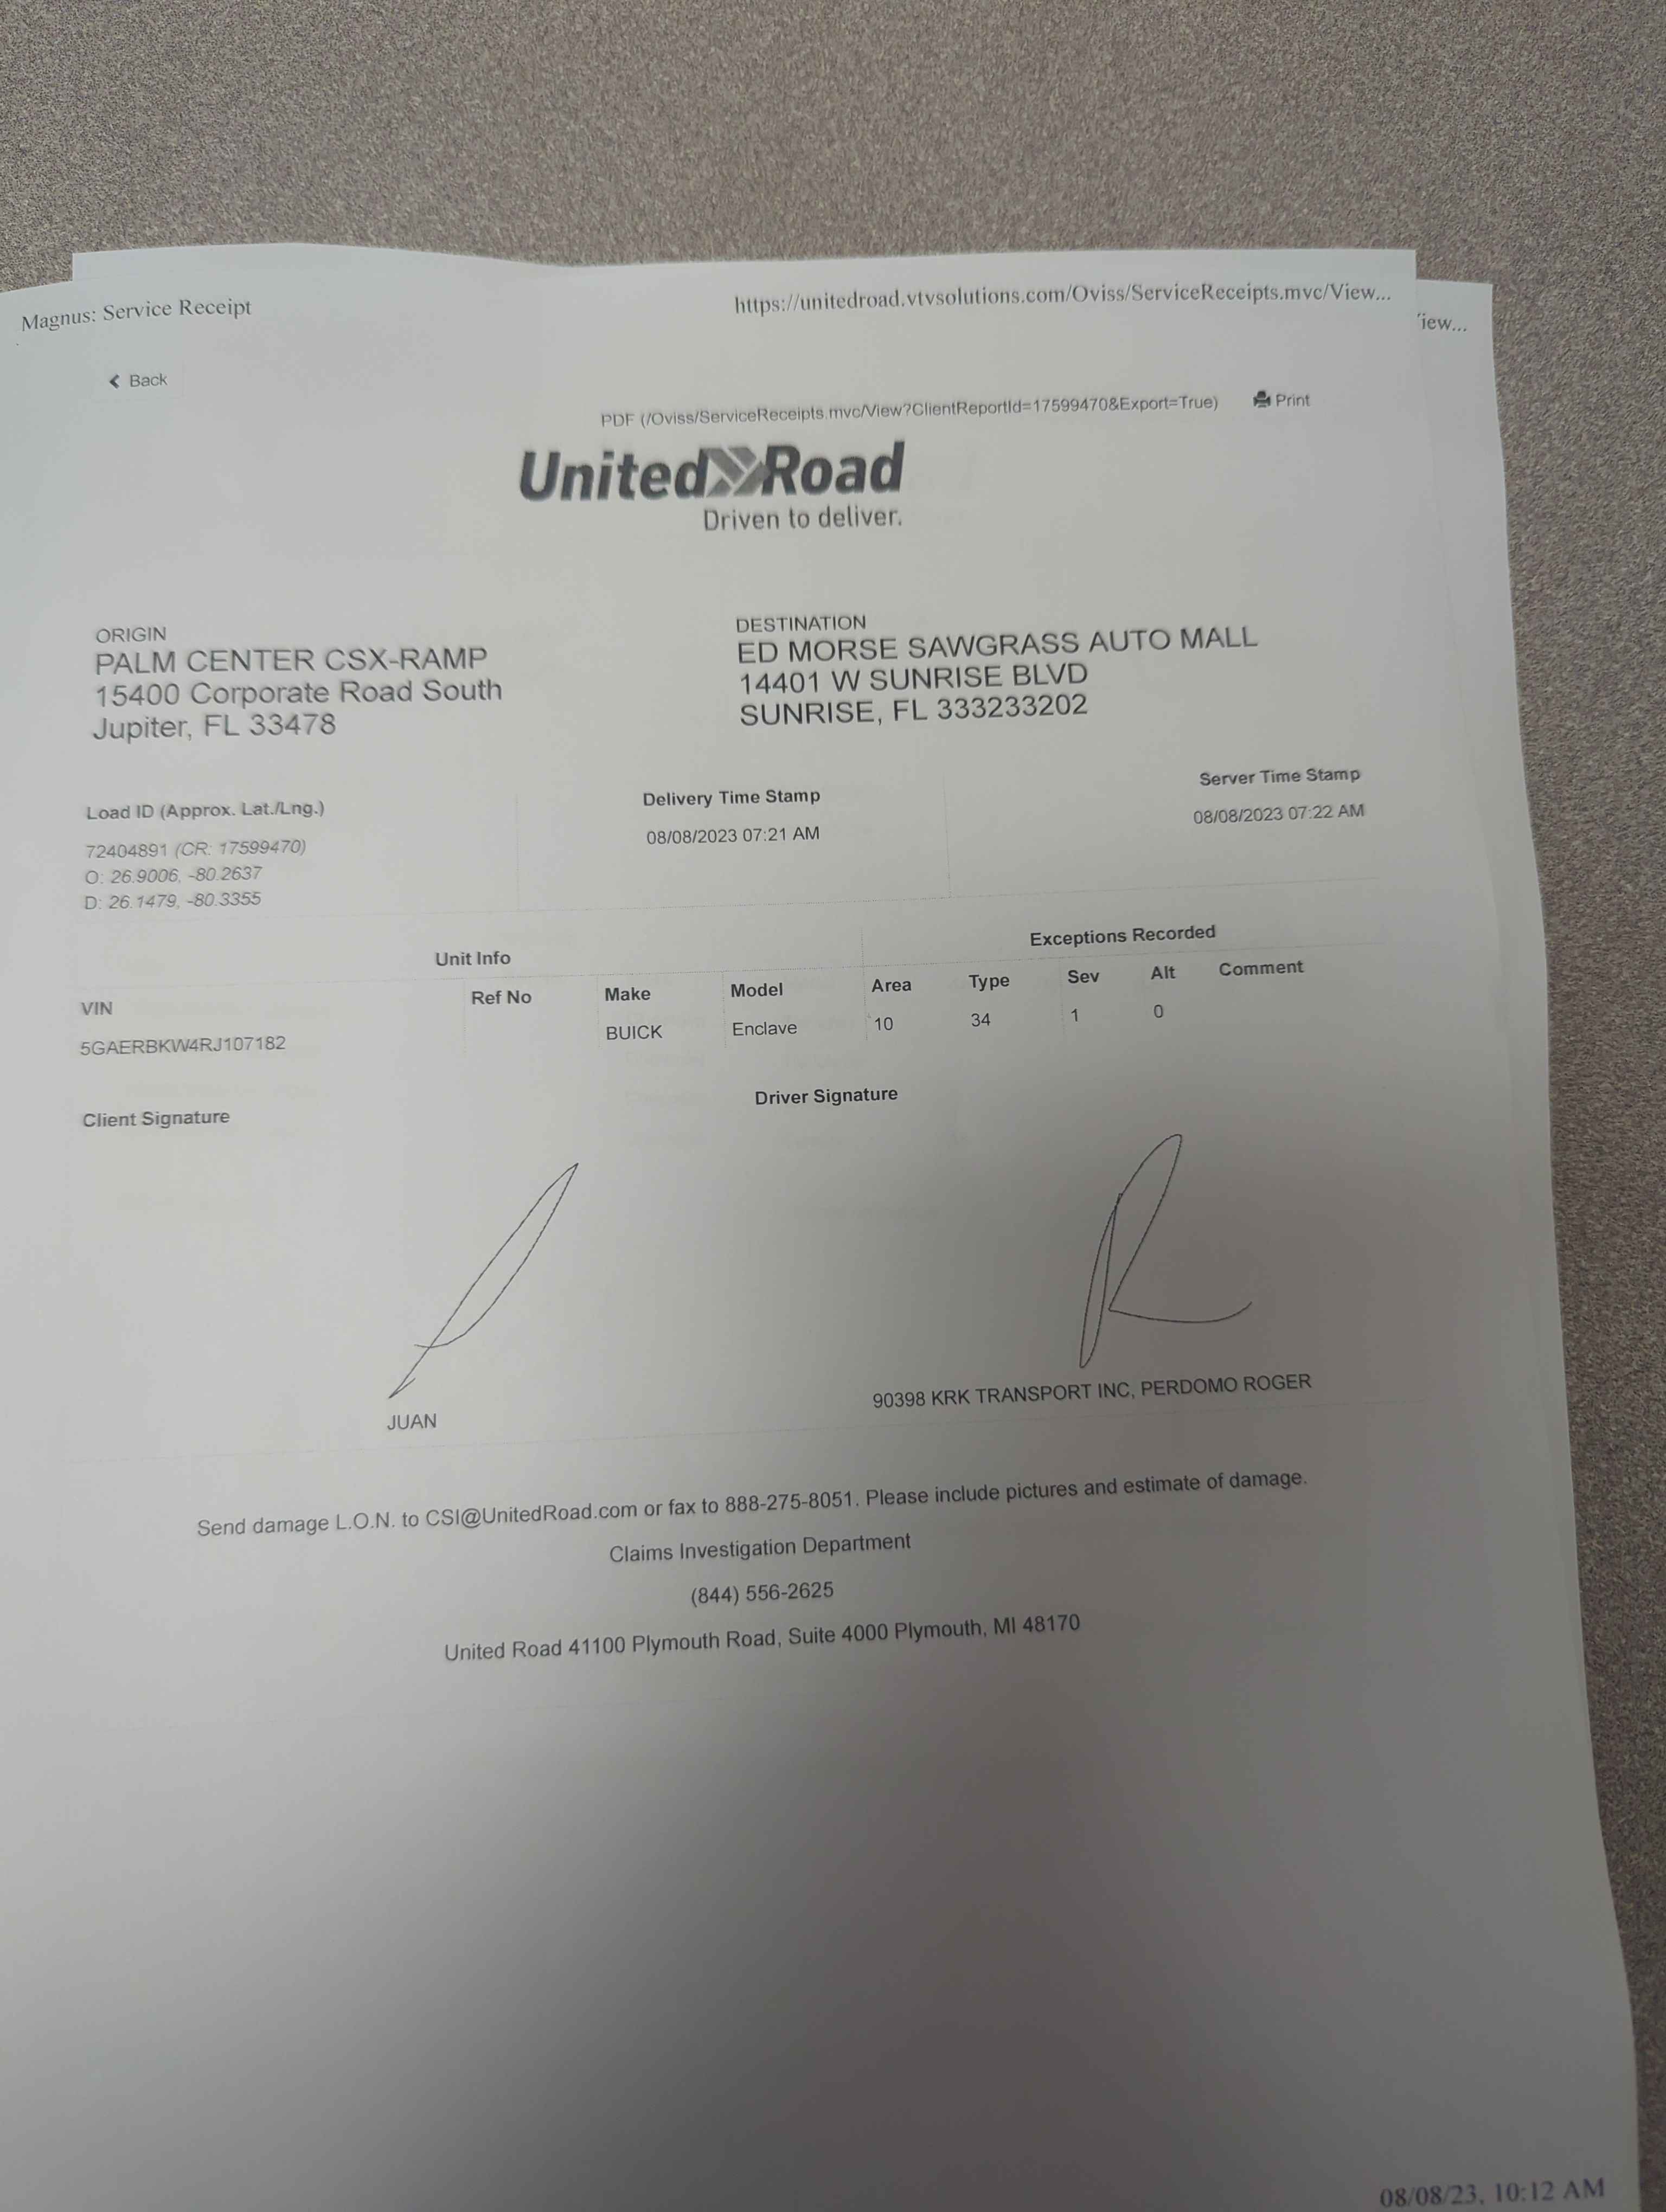 Magnus: Service Receipt
https://unitedroad.vtvsolutions.com/Oviss/ServiceReceipts.mvc/View...
iew...
Back
PDF (/Oviss/ServiceReceipts.mvc/View?ClientReportId=17599470&Export=True)
Print
United Road
Driven to deliver.
ORIGIN
PALM CENTER CSX-RAMP
15400 Corporate Road South
Jupiter, FL 33478
DESTINATION
ED MORSE SAWGRASS AUTO MALL
14401 W SUNRISE BLVD
SUNRISE, FL 333233202
Load ID (Approx. Lat./Lng.)
72404891 (CR: 17599470)
O: 26.9006, -80.2637
D: 26.1479, -80.3355
Delivery Time Stamp
08/08/2023 07:21 AM
Server Time Stamp
08/08/2023 07:22 AM
Unit Info
Exceptions Recorded
VIN Ref No Make Model Area Type Sev Alt Comment
5GAERBKW4RJ107182 BUICK Enclave 10 34 1 0
Client Signature
Driver Signature
JUAN
90398 KRK TRANSPORT INC, PERDOMO ROGER
Send damage L.O.N. to CSI@UnitedRoad.com or fax to 888-275-8051. Please include pictures and estimate of damage.
Claims Investigation Department
(844) 556-2625
United Road 41100 Plymouth Road, Suite 4000 Plymouth, MI 48170
08/08/23, 10:12 AM